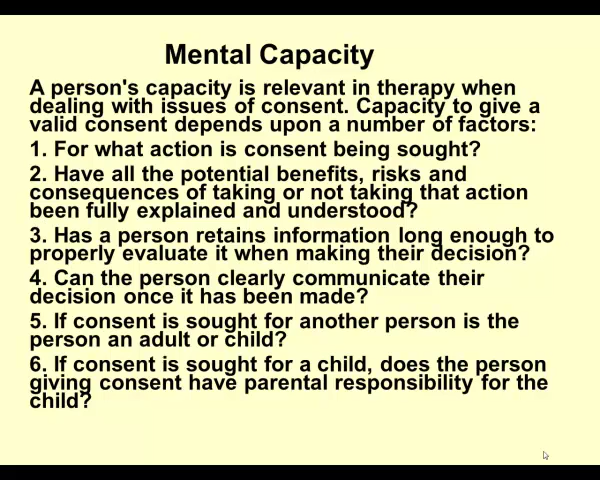 Mental Capacity
A person's capacity is relevant in therapy when
dealing with issues of consent. Capacity to give a
valid consent depends upon a number of factors:
1. For what action is consent being sought?
2. Have all the potential benefits, risks and
consequences of taking or not taking that action
been fully explained and understood?
3. Has a person retains information long enough to
properly evaluate it when making their decision?
4. Can the person clearly communicate their
decision once it has been made?
5. If consent is sought for another person is the
person an adult or child?
6. If consent is sought for a child, does the person
giving consent have parental responsibility for the
child?